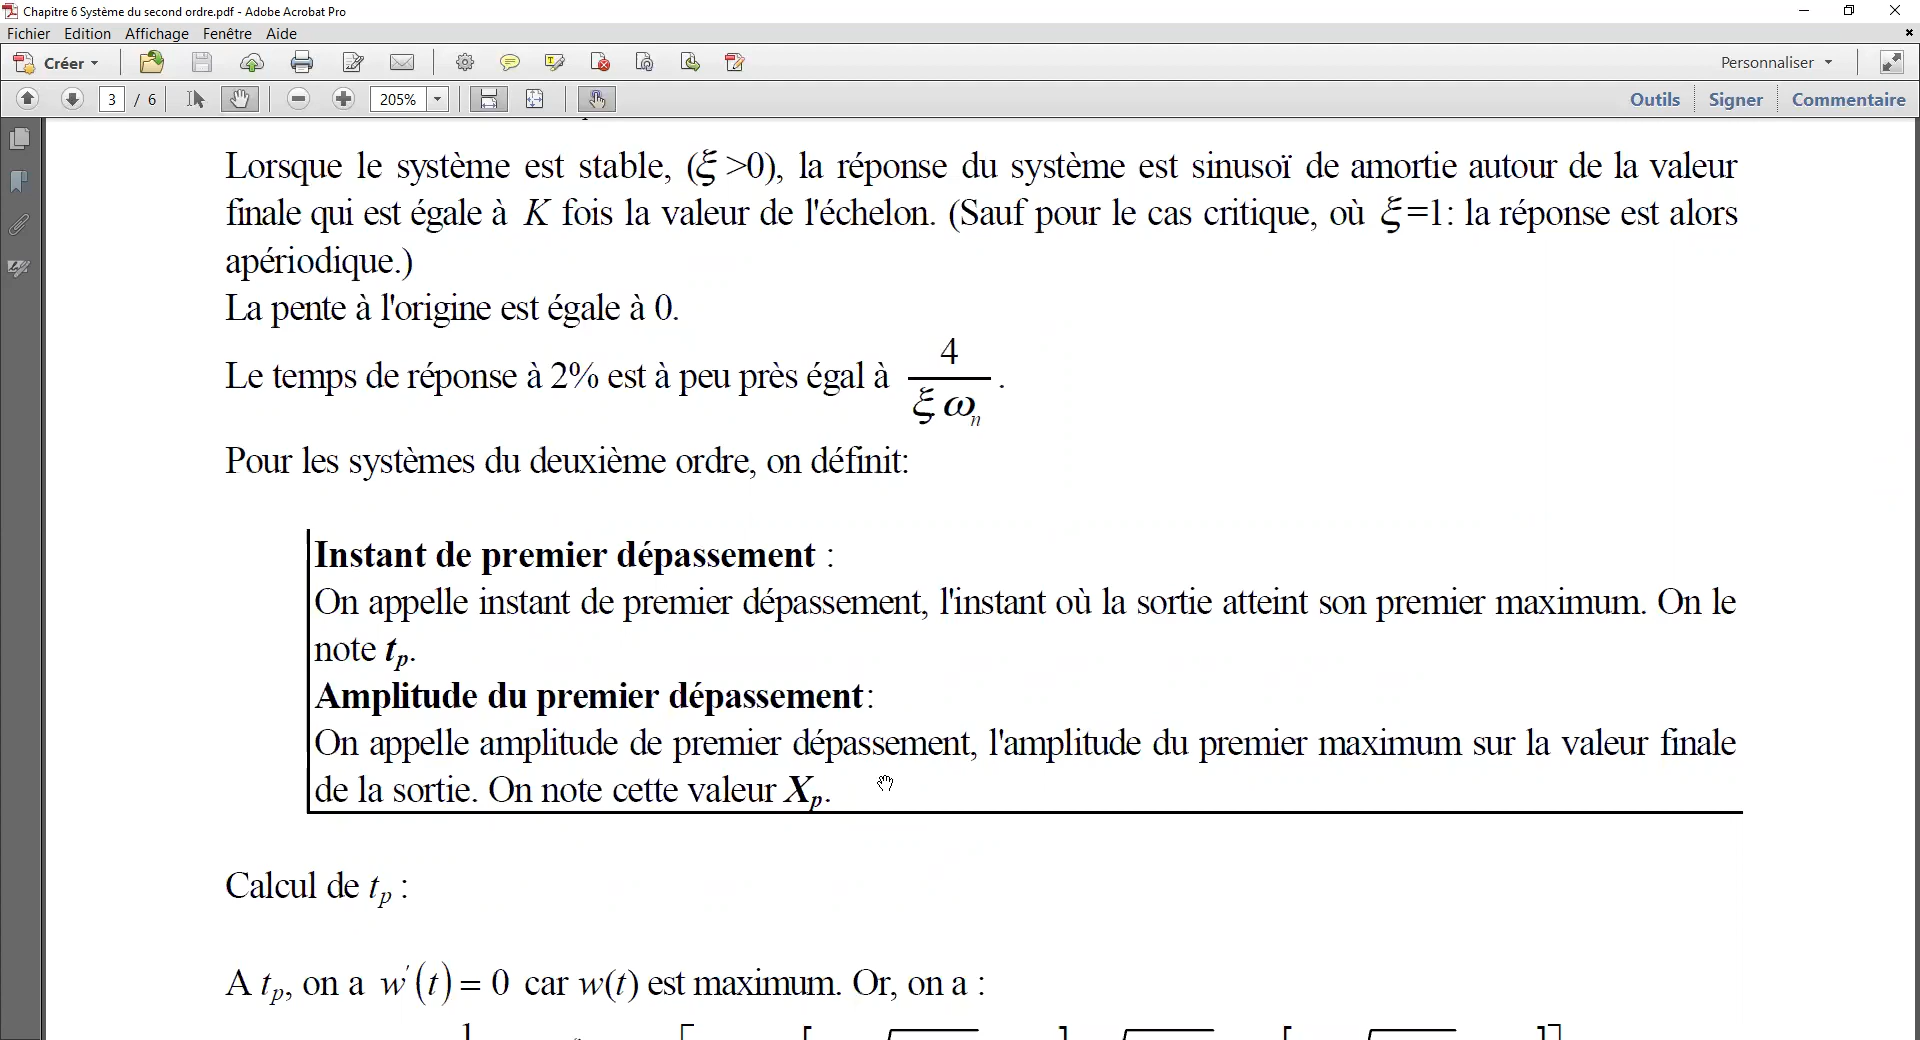 Chapitre 6 Système du second ordre.pdf - Adobe Acrobat Pro
Fichier Edition Affichage Fenêtre Aide
Créer Personnaliser
3 / 6 205% Outils Signer Commentaire
Lorsque le système est stable, (ξ >0), la réponse du système est sinusoï de amortie autour de la valeur
finale qui est égale à K fois la valeur de l'échelon. (Sauf pour le cas critique, où ξ=1: la réponse est alors
apériodique.)
La pente à l'origine est égale à 0.
Le temps de réponse à 2% est à peu près égal à 4 / ξ ωn .
Pour les systèmes du deuxième ordre, on définit:
Instant de premier dépassement :
On appelle instant de premier dépassement, l'instant où la sortie atteint son premier maximum. On le
note tp.
Amplitude du premier dépassement:
On appelle amplitude de premier dépassement, l'amplitude du premier maximum sur la valeur finale
de la sortie. On note cette valeur Xp.
Calcul de tp :
A tp, on a w'(t) = 0 car w(t) est maximum. Or, on a :